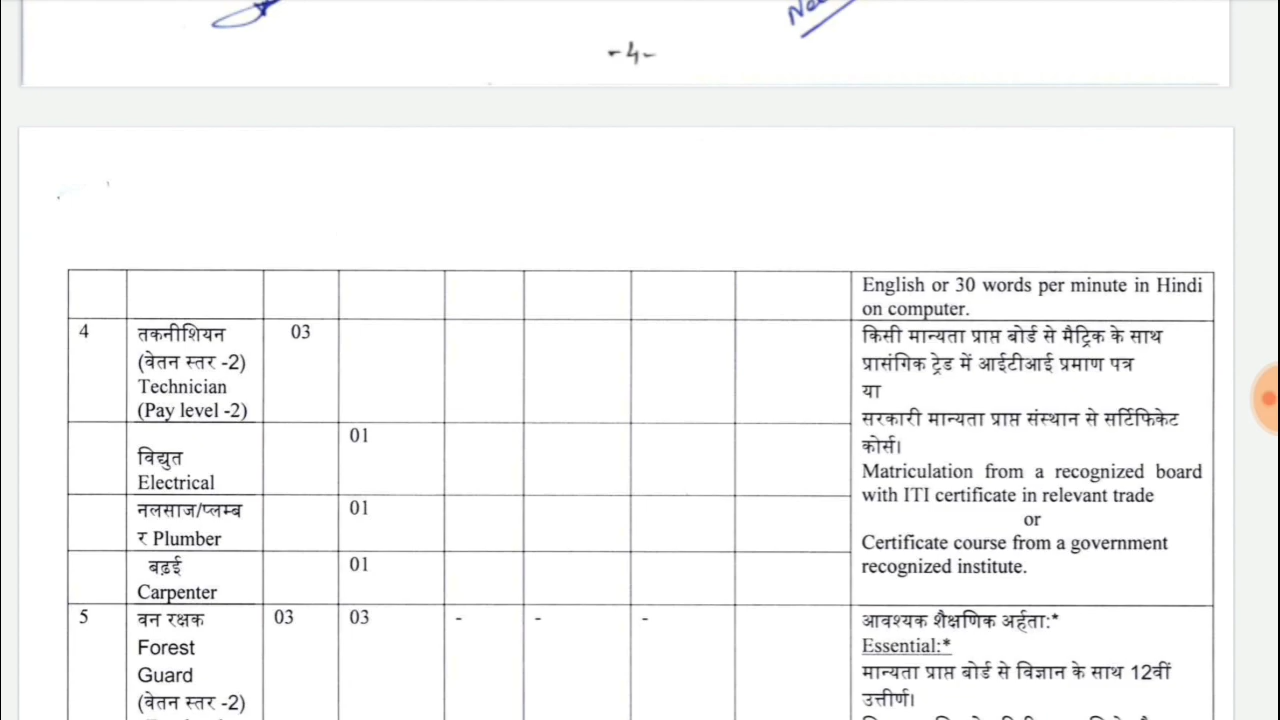 -4-
English or 30 words per minute in Hindi
on computer.
4
तकनीशियन
(वेतन स्तर -2)
Technician
(Pay level -2)
03
किसी मान्यता प्राप्त बोर्ड से मैट्रिक के साथ
प्रासंगिक ट्रेड में आईटीआई प्रमाण पत्र
या
सरकारी मान्यता प्राप्त संस्थान से सर्टिफिकेट
कोर्स।
Matriculation from a recognized board
with ITI certificate in relevant trade
or
Certificate course from a government
recognized institute.
विद्युत
Electrical
01
नलसाज/प्लम्ब
र Plumber
01
बढ़ई
Carpenter
01
5
वन रक्षक
Forest
Guard
(वेतन स्तर -2)
03
03
-
-
-
आवश्यक शैक्षणिक अर्हता:*
Essential:*
मान्यता प्राप्त बोर्ड से विज्ञान के साथ 12वीं
उत्तीर्ण।